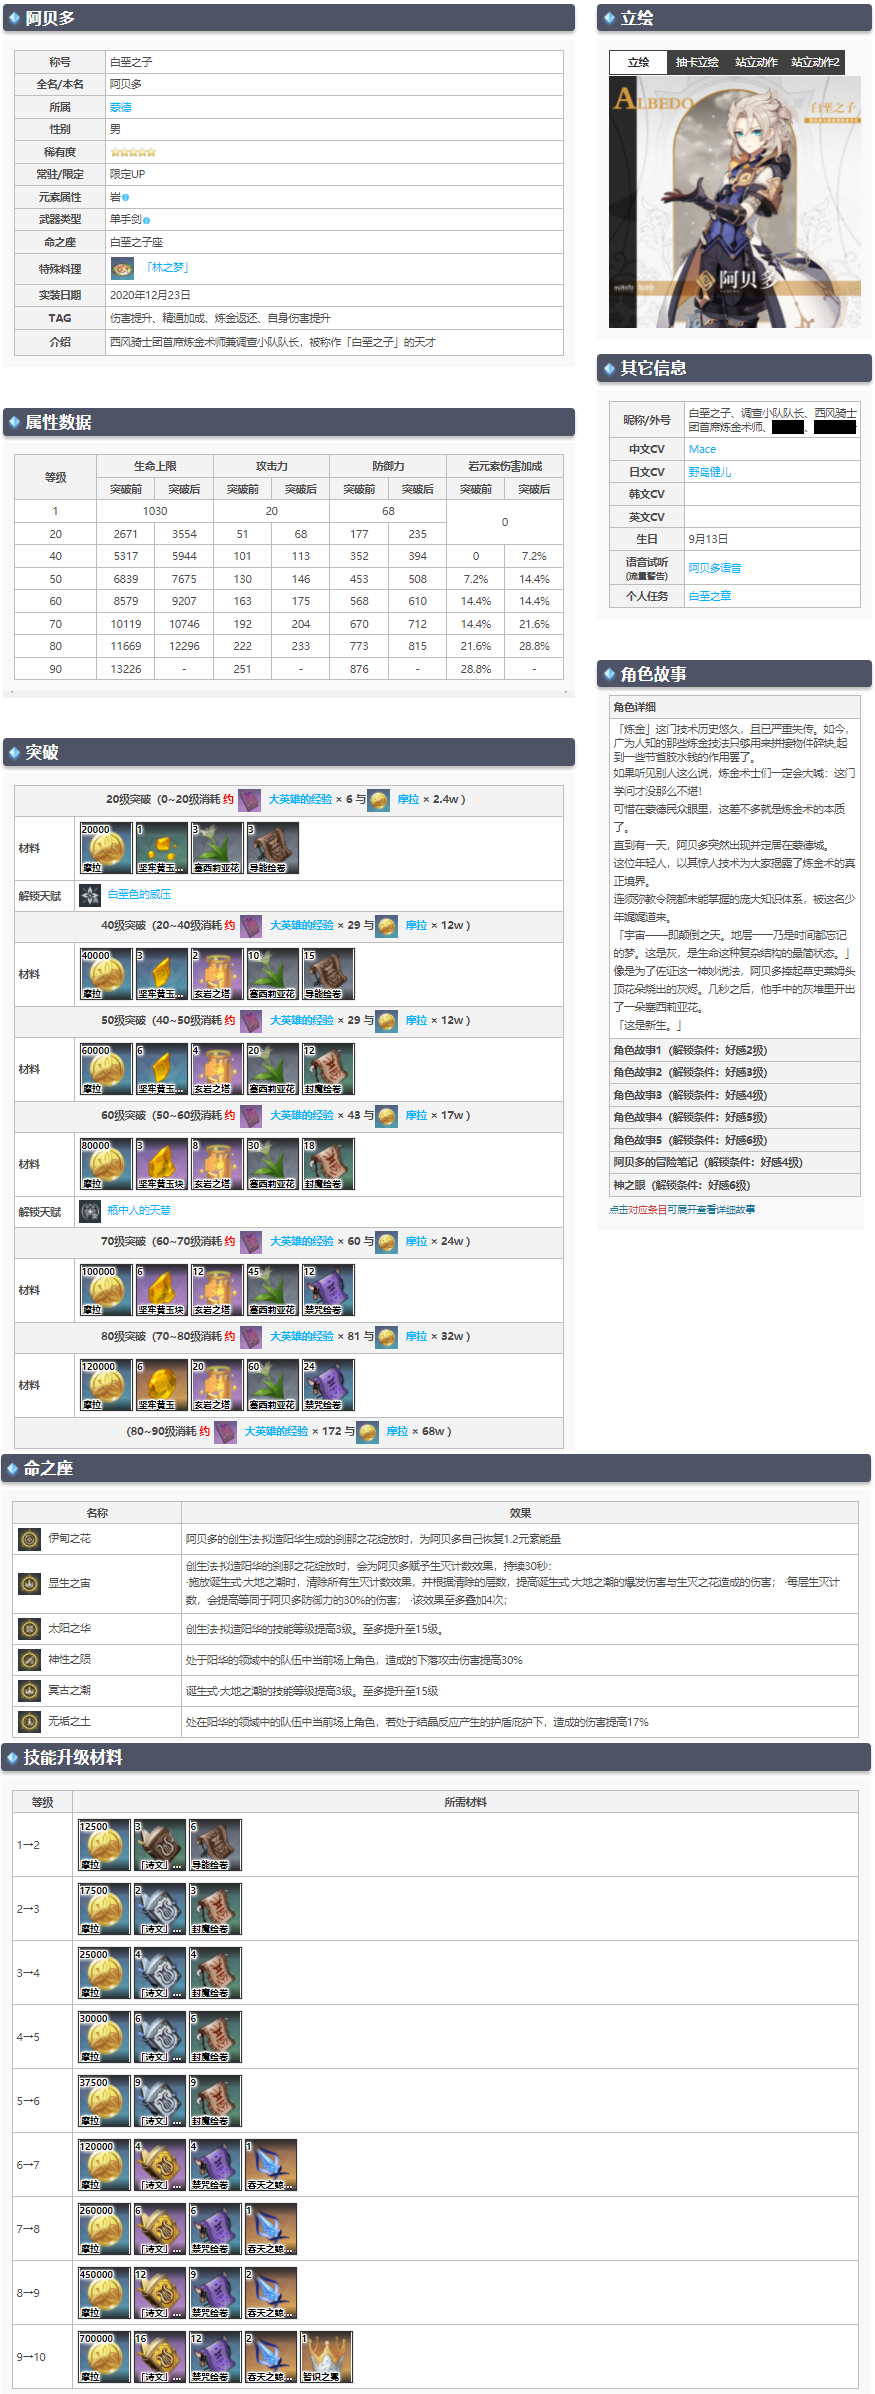 阿贝多
称号 白垩之子
全名/本名 阿贝多
所属 蒙德
性别 男
稀有度
常驻/限定 限定UP
元素属性 岩
武器类型 单手剑
命之座 白垩之子座
特殊料理 「林之梦」
实装日期 2020年12月23日
TAG 伤害提升、精通加成、炼金返还、自身伤害提升
介绍 西风骑士团首席炼金术师兼调查小队队长，被称作「白垩之子」的天才
立绘
立绘 抽卡立绘 站立动作 站立动作2
ALBEDO
白垩之子
阿贝多
其它信息
昵称/外号 白垩之子、调查小队队长、西风骑士
团首席炼金术师、 、
中文CV Mace
日文CV 野岛健儿
韩文CV
英文CV
生日 9月13日
语音试听
(流量警告) 阿贝多语音
个人任务 白垩之章
属性数据
等级 生命上限 攻击力 防御力 岩元素伤害加成
突破前 突破后 突破前 突破后 突破前 突破后 突破前 突破后
1 1030 20 68 0
20 2671 3554 51 68 177 235
40 5317 5944 101 113 352 394 0 7.2%
50 6839 7675 130 146 453 508 7.2% 14.4%
60 8579 9207 163 175 568 610 14.4% 14.4%
70 10119 10746 192 204 670 712 14.4% 21.6%
80 11669 12296 222 233 773 815 21.6% 28.8%
90 13226 - 251 - 876 - 28.8% -
角色故事
角色详细
「炼金」这门技术历史悠久，且已严重失传。如今，
广为人知的那些炼金技法只够用来拼接物件碎块,起
到一些节省胶水钱的作用罢了。
如果听见别人这么说，炼金术士们一定会大喊：这门
学问才没那么不堪！
可惜在蒙德民众眼里，这差不多就是炼金术的本质
了。
直到有一天，阿贝多突然出现并定居在蒙德城。
这位年轻人，以其惊人技术为大家揭露了炼金术的真
正境界。
连须弥教令院都未能掌握的庞大知识体系，被这名少
年娓娓道来。
「宇宙——即颠倒之天。地层——乃是时间都忘记
的梦。这是灰，是生命这种复杂结构的最简状态。」
像是为了佐证这一神妙说法，阿贝多捧起草史莱姆头
顶花朵烧出的灰烬。几秒之后，他手中的灰堆里开出
了一朵塞西莉亚花。
「这是新生。」
角色故事1（解锁条件：好感2级）
角色故事2（解锁条件：好感3级）
角色故事3（解锁条件：好感4级）
角色故事4（解锁条件：好感5级）
角色故事5（解锁条件：好感6级）
阿贝多的冒险笔记（解锁条件：好感4级）
神之眼（解锁条件：好感6级）
点击对应条目可展开查看详细故事
突破
20级突破（0~20级消耗 约 大英雄的经验 × 6 与 摩拉 × 2.4w ）
材料 20000 摩拉 1 坚牢黄玉... 3 塞西莉亚花 3 导能绘卷
解锁天赋 白垩色的威压
40级突破（20~40级消耗 约 大英雄的经验 × 29 与 摩拉 × 12w ）
材料 40000 摩拉 3 坚牢黄玉... 2 玄岩之塔 10 塞西莉亚花 15 导能绘卷
50级突破（40~50级消耗 约 大英雄的经验 × 29 与 摩拉 × 12w ）
材料 60000 摩拉 6 坚牢黄玉... 4 玄岩之塔 20 塞西莉亚花 12 封魔绘卷
60级突破（50~60级消耗 约 大英雄的经验 × 43 与 摩拉 × 17w ）
材料 80000 摩拉 3 坚牢黄玉块 8 玄岩之塔 30 塞西莉亚花 18 封魔绘卷
解锁天赋 瓶中人的天慧
70级突破（60~70级消耗 约 大英雄的经验 × 60 与 摩拉 × 24w ）
材料 100000 摩拉 6 坚牢黄玉块 12 玄岩之塔 45 塞西莉亚花 12 禁咒绘卷
80级突破（70~80级消耗 约 大英雄的经验 × 81 与 摩拉 × 32w ）
材料 120000 摩拉 6 坚牢黄玉 20 玄岩之塔 60 塞西莉亚花 24 禁咒绘卷
（80~90级消耗 约 大英雄的经验 × 172 与 摩拉 × 68w ）
命之座
名称 效果
伊甸之花 阿贝多的创生法·拟造阳华生成的刹那之花绽放时，为阿贝多自己恢复1.2元素能量
显生之宙 创生法·拟造阳华的刹那之花绽放时，会为阿贝多赋予生灭计数效果，持续30秒：
·施放诞生式·大地之潮时，清除所有生灭计数效果，并根据清除的层数，提高诞生式·大地之潮的爆发伤害与生灭之花造成的伤害； ·每层生灭计
数，会提高等同于阿贝多防御力的30%的伤害； ·该效果至多叠加4次；
太阳之华 创生法·拟造阳华的技能等级提高3级。至多提升至15级。
神性之陨 处于阳华的领域中的队伍中当前场上角色，造成的下落攻击伤害提高30%
冥古之潮 诞生式·大地之潮的技能等级提高3级。至多提升至15级
无垢之土 处在阳华的领域中的队伍中当前场上角色，若处于结晶反应产生的护盾庇护下，造成的伤害提高17%
技能升级材料
等级 所需材料
1→2 12500 摩拉 3 「诗文」... 6 导能绘卷
2→3 17500 摩拉 2 「诗文」... 3 封魔绘卷
3→4 25000 摩拉 4 「诗文」... 4 封魔绘卷
4→5 30000 摩拉 6 「诗文」... 6 封魔绘卷
5→6 37500 摩拉 9 「诗文」... 9 封魔绘卷
6→7 120000 摩拉 4 「诗文」... 4 禁咒绘卷 1 吞天之鲸...
7→8 260000 摩拉 6 「诗文」... 6 禁咒绘卷 1 吞天之鲸...
8→9 450000 摩拉 12 「诗文」... 9 禁咒绘卷 2 吞天之鲸...
9→10 700000 摩拉 16 「诗文」... 12 禁咒绘卷 2 吞天之鲸... 1 智识之冕